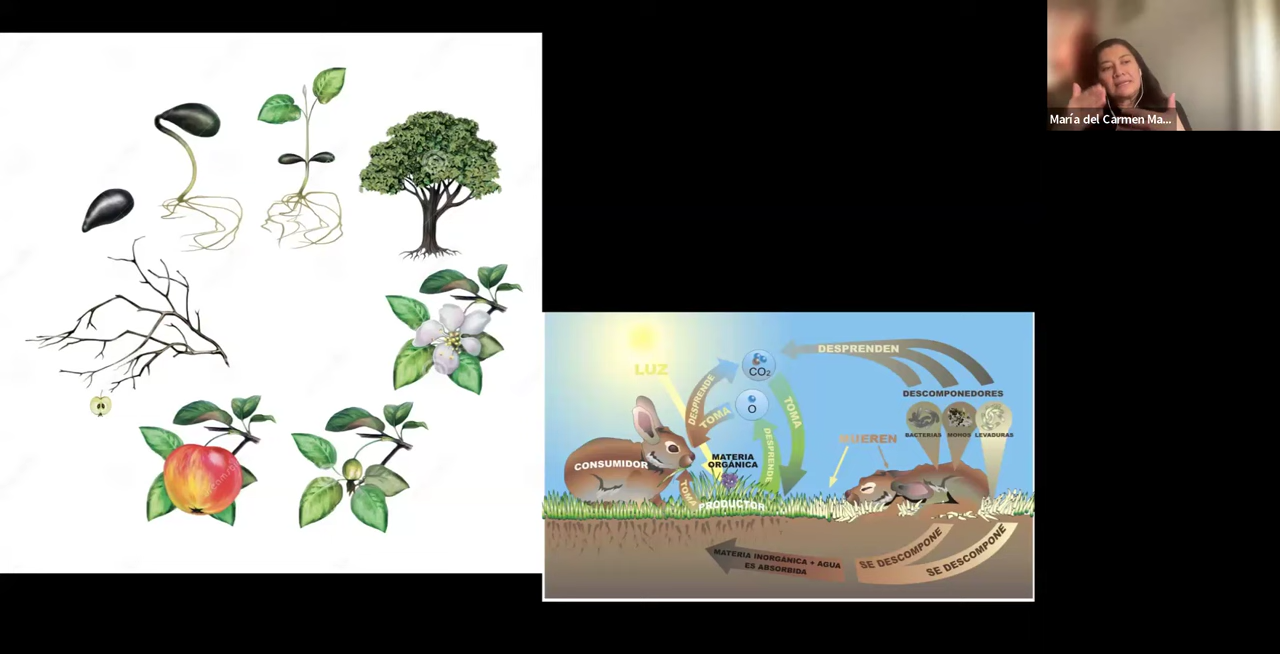 María del Carmen Ma...
LUZ
CO₂
O
DESPRENDE
TOMA
TOMA
DESPRENDE
DESPRENDEN
DESCOMPONEDORES
BACTERIAS
MOHOS
LEVADURAS
MUEREN
CONSUMIDOR
MATERIA
ORGÁNICA
TOMA
PRODUCTOR
MATERIA INORGÁNICA + AGUA
ES ABSORBIDA
SE DESCOMPONE
SE DESCOMPONE